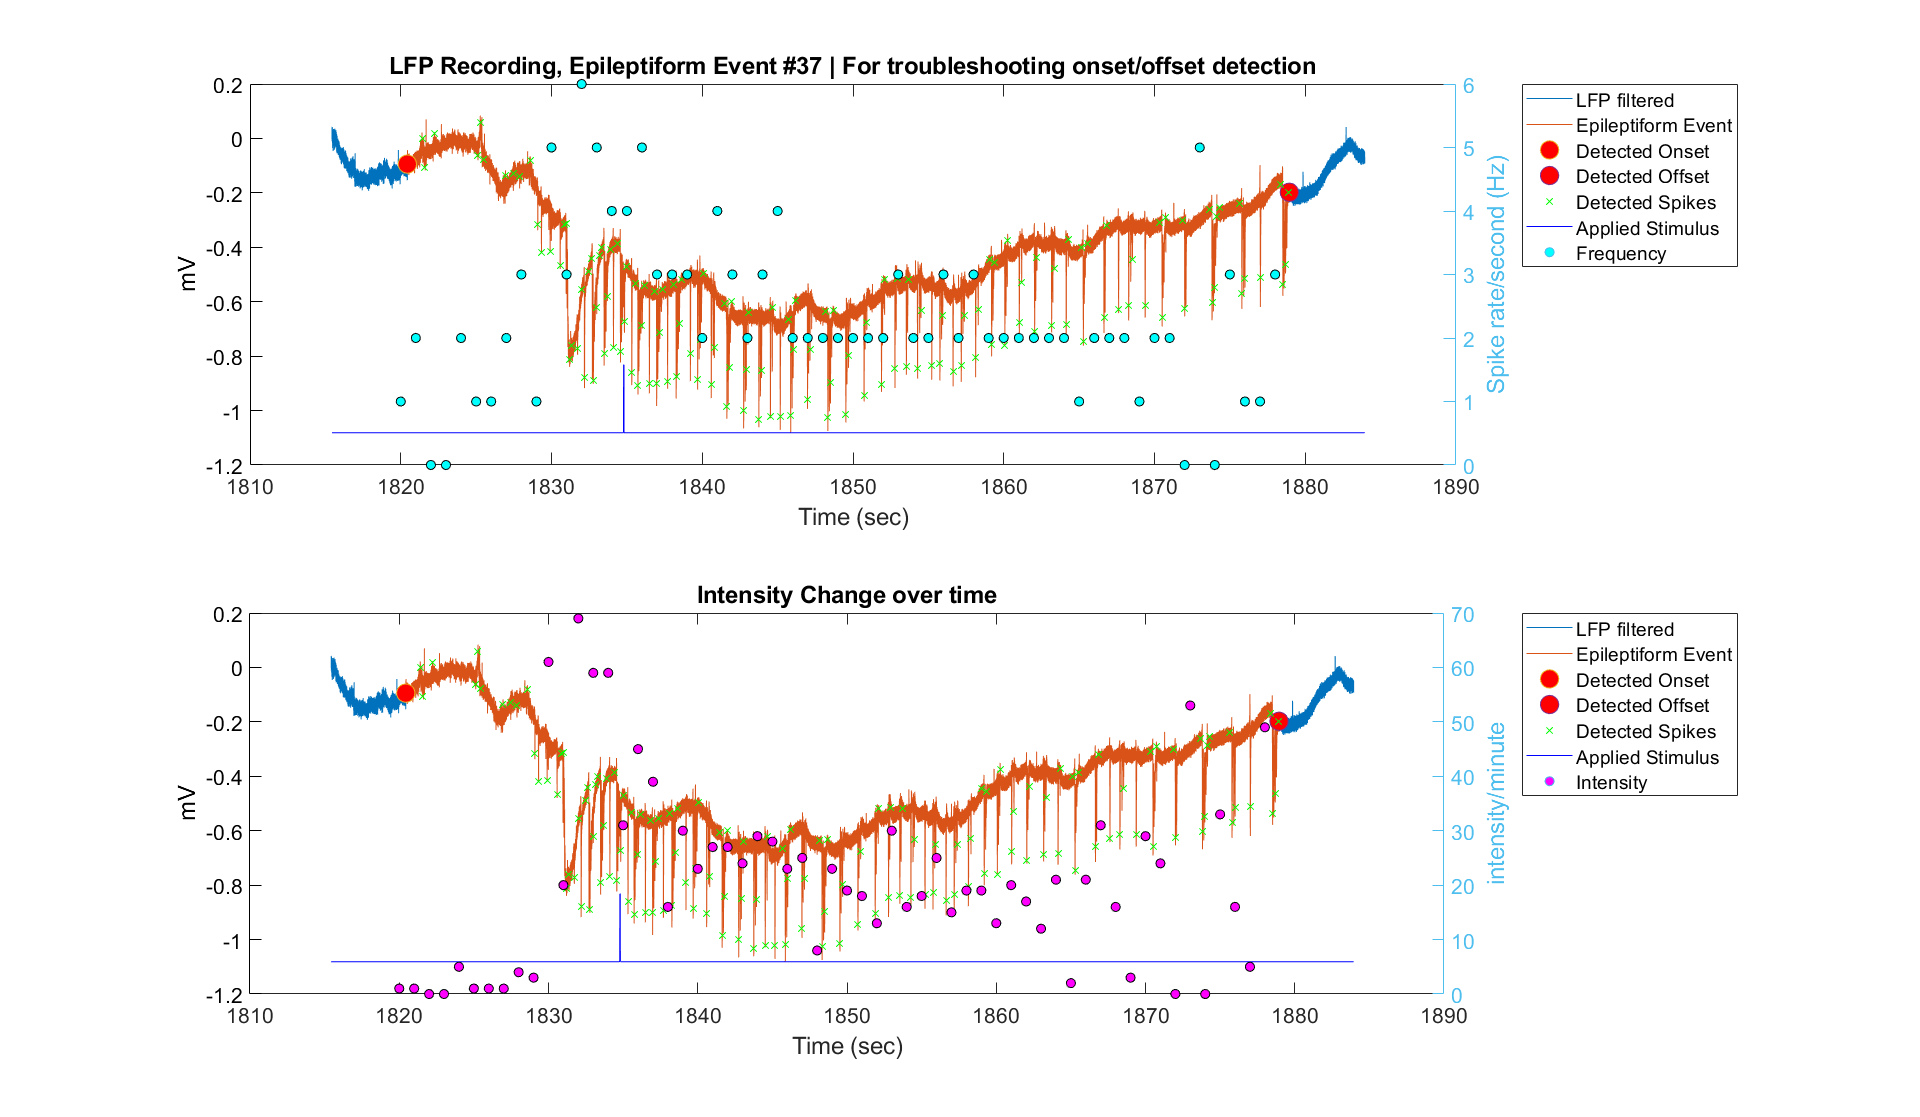 LFP Recording, Epileptiform Event #37 | For troubleshooting onset/offset detection
0.2
0
-0.2
-0.4
-0.6
-0.8
-1
-1.2
mV
6
5
4
3
2
1
0
Spike rate/second (Hz)
1810 1820 1830 1840 1850 1860 1870 1880 1890
Time (sec)
LFP filtered
Epileptiform Event
Detected Onset
Detected Offset
Detected Spikes
Applied Stimulus
Frequency
Intensity Change over time
0.2
0
-0.2
-0.4
-0.6
-0.8
-1
-1.2
mV
70
60
50
40
30
20
10
0
intensity/minute
1810 1820 1830 1840 1850 1860 1870 1880 1890
Time (sec)
LFP filtered
Epileptiform Event
Detected Onset
Detected Offset
Detected Spikes
Applied Stimulus
Intensity